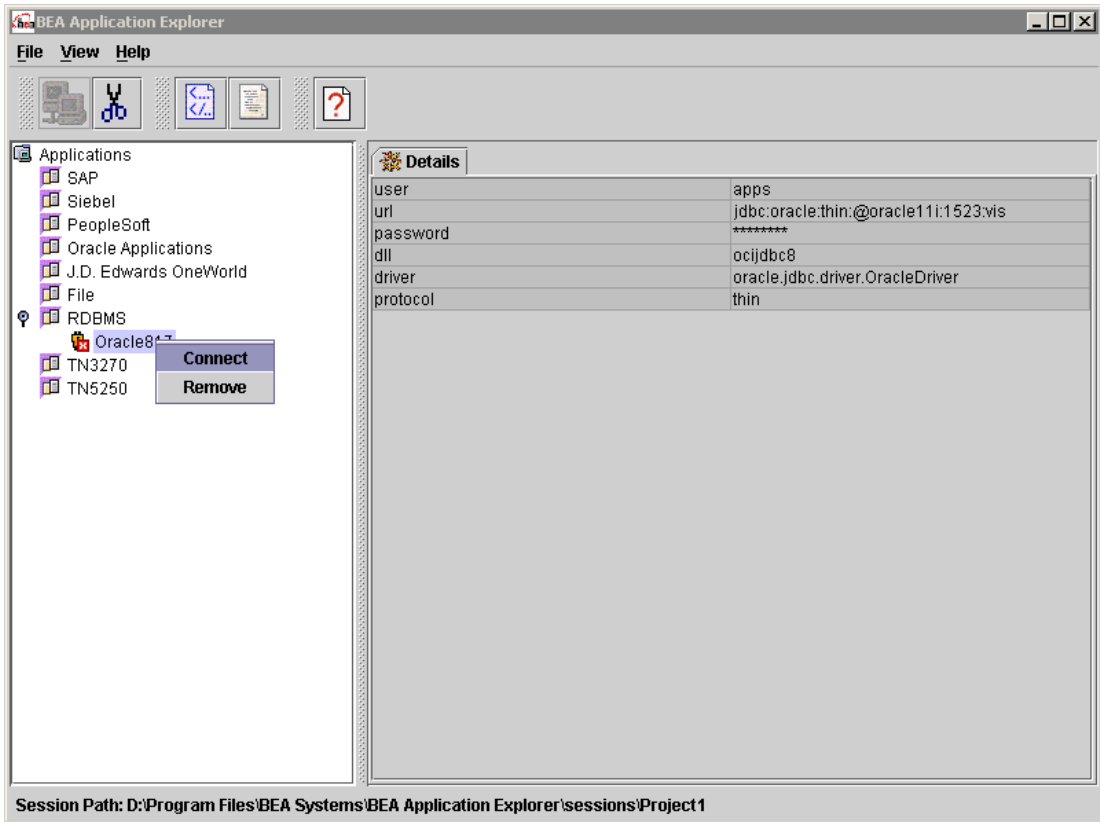 BEA Application Explorer
File View Help
Applications
SAP
Siebel
PeopleSoft
Oracle Applications
J.D. Edwards OneWorld
File
RDBMS
Oracle817
TN3270
TN5250
Connect
Remove
Details
user apps
url jdbc:oracle:thin:@oracle11i:1523:vis
password ********
dll ocijdbc8
driver oracle.jdbc.driver.OracleDriver
protocol thin
Session Path: D:\Program Files\BEA Systems\BEA Application Explorer\sessions\Project1